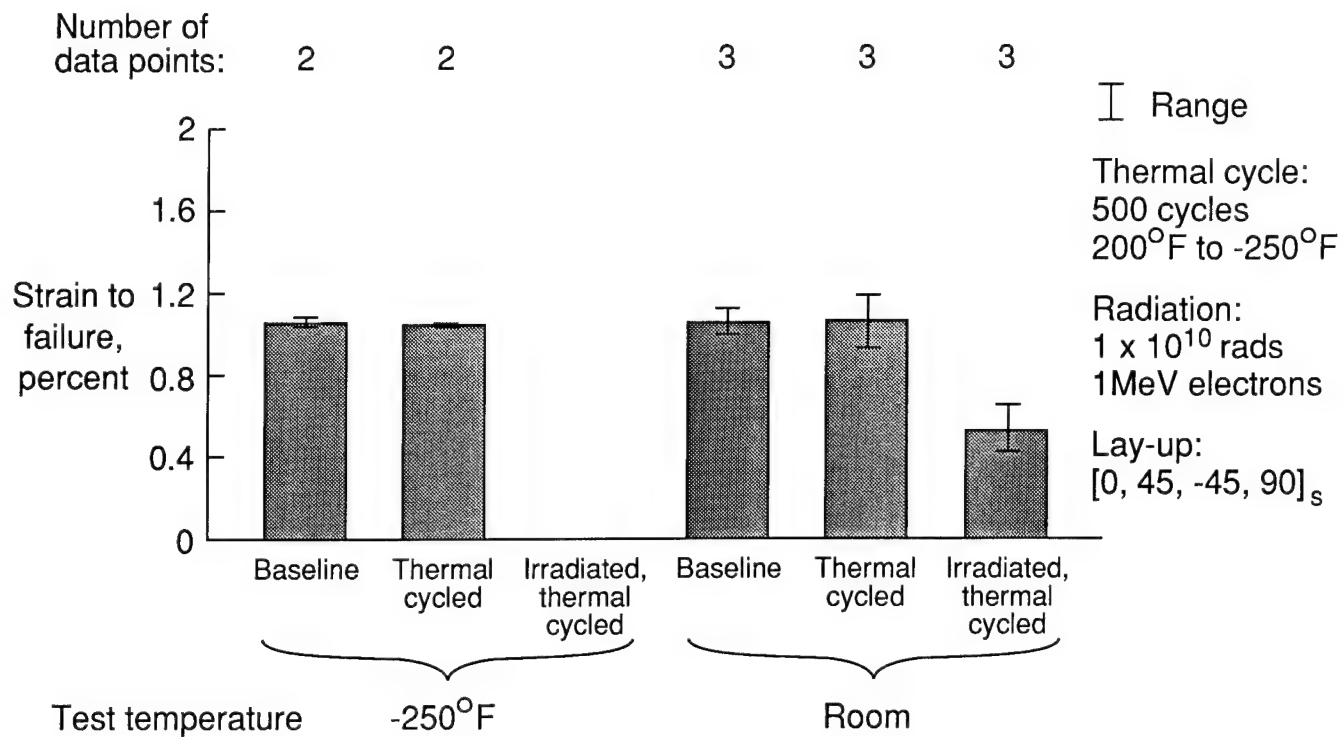 Number of
data points: 2 2 3 3 3
Range
Thermal cycle:
500 cycles
200°F to -250°F
Radiation:
1 x 10¹⁰ rads
1MeV electrons
Lay-up:
[0, 45, -45, 90]ₛ
Strain to
failure,
percent
2
1.6
1.2
0.8
0.4
0
Baseline
Thermal
cycled
Irradiated,
thermal
cycled
Baseline
Thermal
cycled
Irradiated,
thermal
cycled
Test temperature -250°F Room